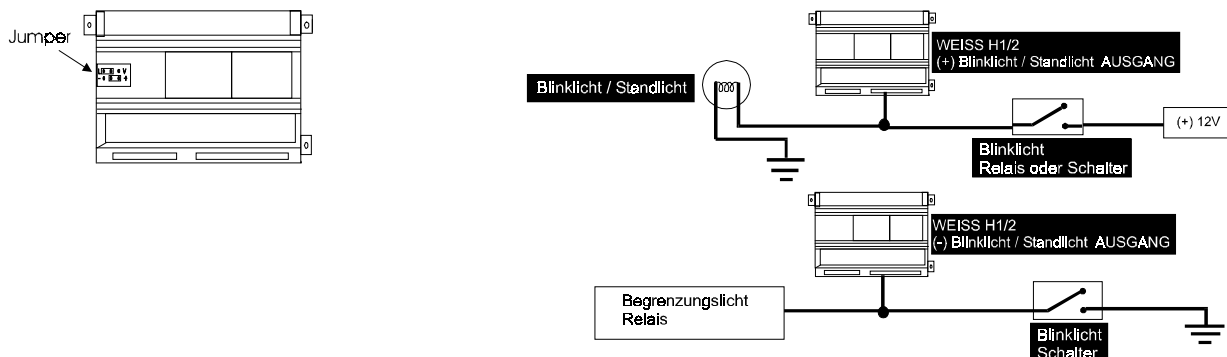 Jumper
WEISS H1/2
(+) Blinklicht / Standlicht AUSGANG
Blinklicht / Standlicht
(+) 12V
Blinklicht
Relais oder Schalter
WEISS H1/2
(-) Blinklicht / Standlicht AUSGANG
Begrenzungslicht
Relais
Blinklicht
Schalter